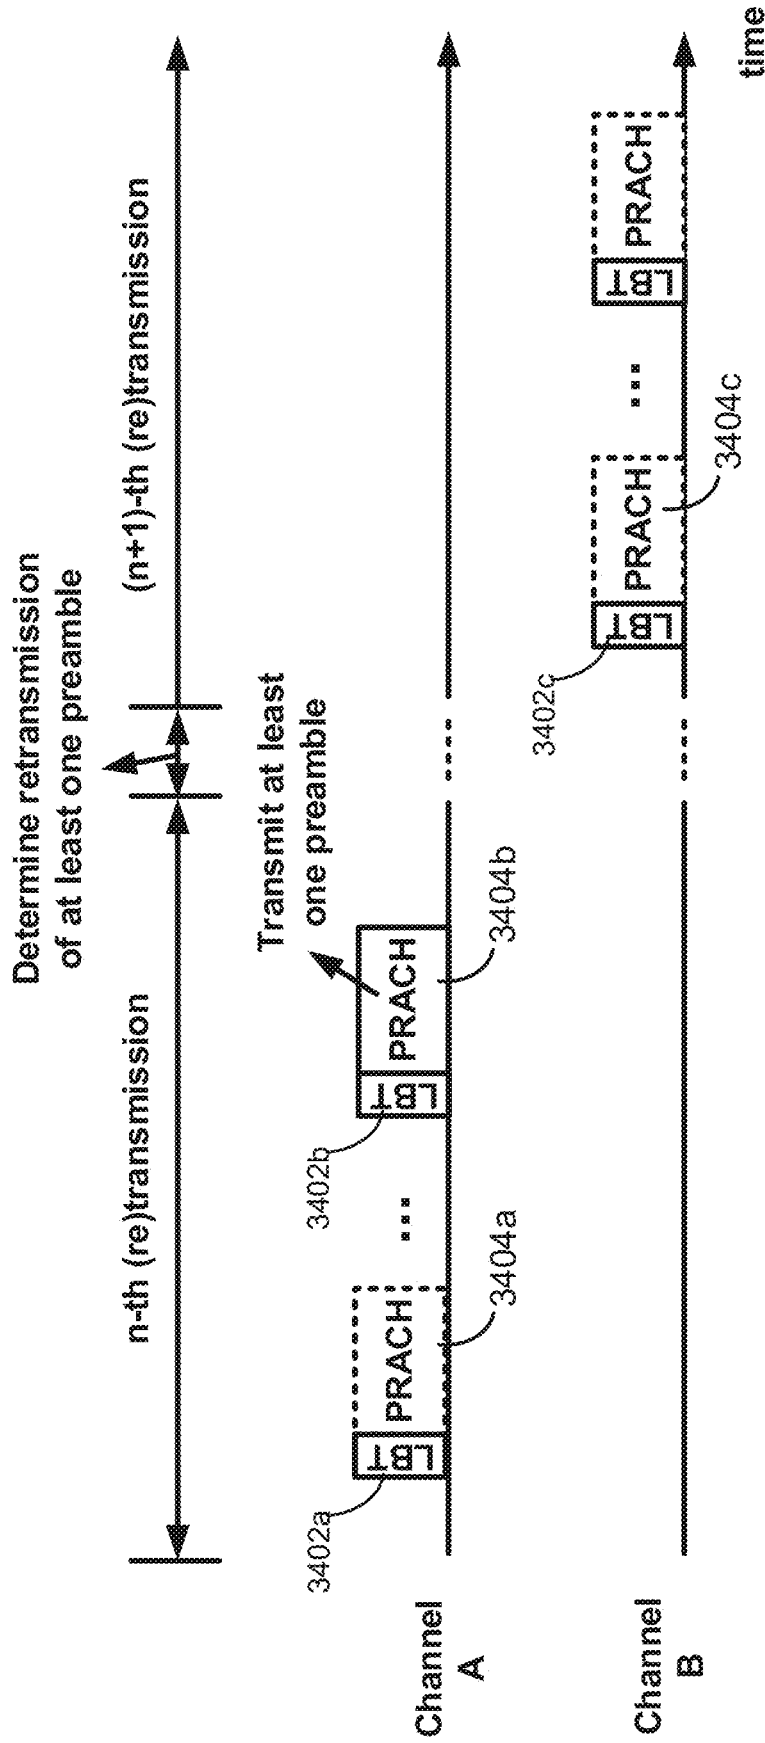 Determine retransmission
of at least one preamble
n-th (re)transmission
(n+1)-th (re)transmission
Transmit at least
one preamble
3402a
LBT
PRACH
3404a
...
3402b
LBT
PRACH
3404b
Channel
A
3402c
LBT
PRACH
3404c
...
LBT
PRACH
Channel
B
time